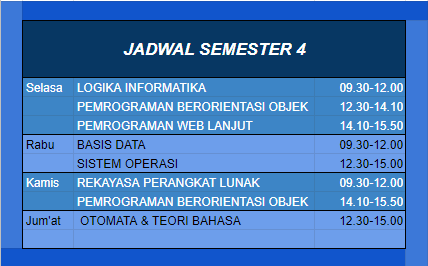 JADWAL SEMESTER 4
Selasa LOGIKA INFORMATIKA 09.30-12.00
PEMROGRAMAN BERORIENTASI OBJEK 12.30-14.10
PEMROGRAMAN WEB LANJUT 14.10-15.50
Rabu BASIS DATA 09.30-12.00
SISTEM OPERASI 12.30-15.00
Kamis REKAYASA PERANGKAT LUNAK 09.30-12.00
PEMROGRAMAN BERORIENTASI OBJEK 14.10-15.50
Jum'at OTOMATA & TEORI BAHASA 12.30-15.00